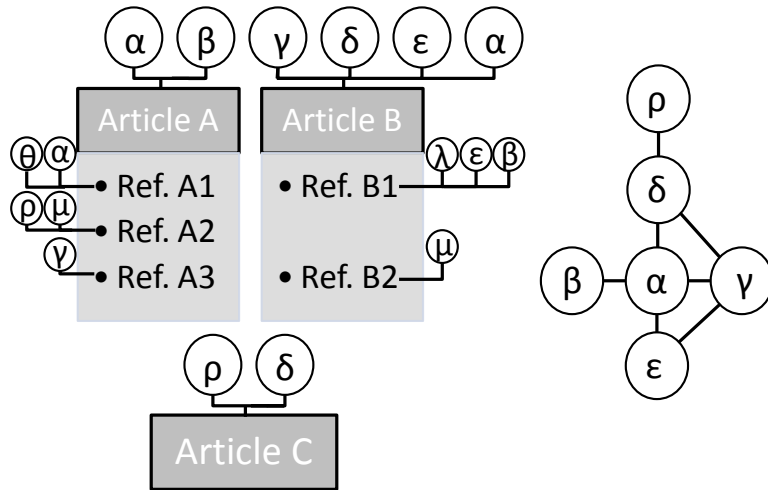 α β γ δ ε α
Article A Article B
θ α λ ε β
• Ref. A1 • Ref. B1
ρ μ
• Ref. A2
γ μ
• Ref. A3 • Ref. B2
ρ δ
Article C
ρ
δ
β α γ
ε